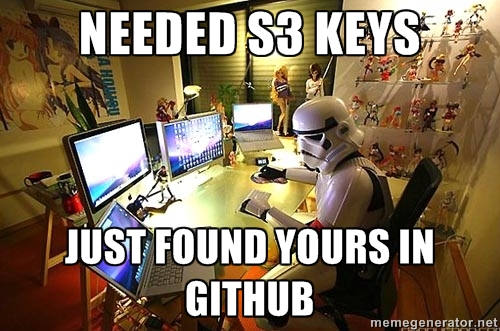 NEEDED S3 KEYS
JUST FOUND YOURS IN
GITHUB
memegenerator.net